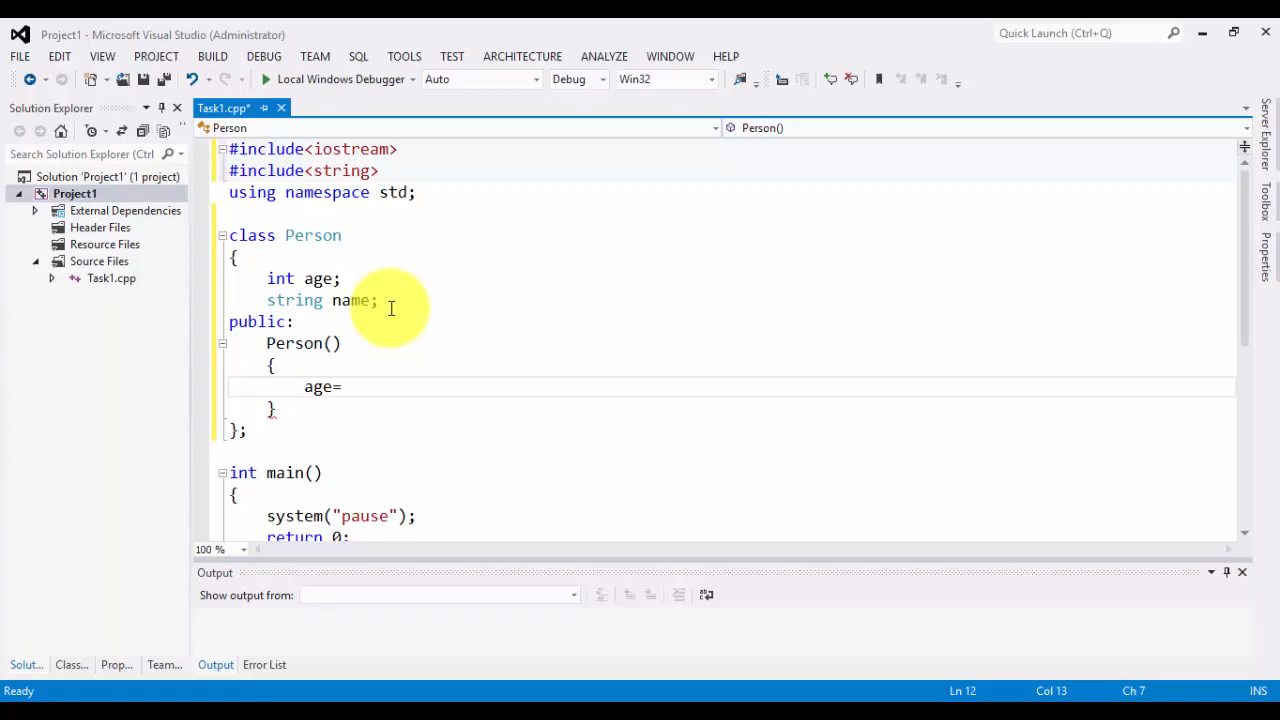 Project1 - Microsoft Visual Studio (Administrator)
Quick Launch (Ctrl+Q)
FILE EDIT VIEW PROJECT BUILD DEBUG TEAM SQL TOOLS TEST ARCHITECTURE ANALYZE WINDOW HELP
Local Windows Debugger Auto Debug Win32
Solution Explorer
Task1.cpp*
Person
Person()
Search Solution Explorer (Ctrl
Solution 'Project1' (1 project)
Project1
External Dependencies
Header Files
Resource Files
Source Files
Task1.cpp
#include<iostream>
#include<string>
using namespace std;
class Person
{
int age;
string name;
public:
Person()
{
age=
}
};
int main()
{
system("pause");
return 0;
100 %
Output
Show output from:
Solut... Class... Prop... Team...
Output Error List
Ready
Ln 12 Col 13 Ch 7 INS
Server Explorer
Toolbox
Properties